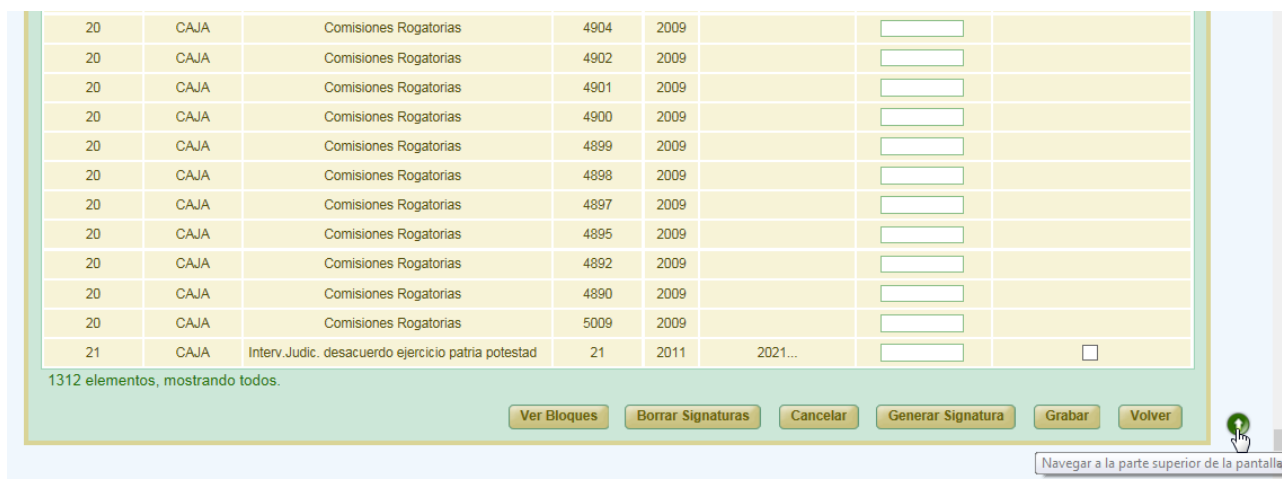 20 CAJA Comisiones Rogatorias 4904 2009
20 CAJA Comisiones Rogatorias 4902 2009
20 CAJA Comisiones Rogatorias 4901 2009
20 CAJA Comisiones Rogatorias 4900 2009
20 CAJA Comisiones Rogatorias 4899 2009
20 CAJA Comisiones Rogatorias 4898 2009
20 CAJA Comisiones Rogatorias 4897 2009
20 CAJA Comisiones Rogatorias 4895 2009
20 CAJA Comisiones Rogatorias 4892 2009
20 CAJA Comisiones Rogatorias 4890 2009
20 CAJA Comisiones Rogatorias 5009 2009
21 CAJA Interv.Judic. desacuerdo ejercicio patria potestad 21 2011 2021...
1312 elementos, mostrando todos.
Ver Bloques Borrar Signaturas Cancelar Generar Signatura Grabar Volver
Navegar a la parte superior de la pantalla